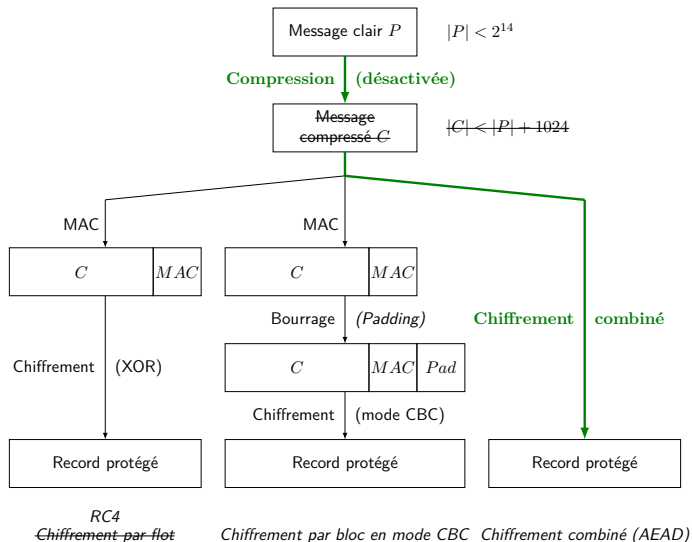 Message clair P
|P| < 2^14
Compression (désactivée)
Message
compressé C
|C| < |P| + 1024
MAC
MAC
C MAC
C MAC
Bourrage (Padding)
Chiffrement combiné
Chiffrement (XOR)
C MAC Pad
Chiffrement (mode CBC)
Record protégé
Record protégé
Record protégé
RC4
Chiffrement par flot
Chiffrement par bloc en mode CBC
Chiffrement combiné (AEAD)